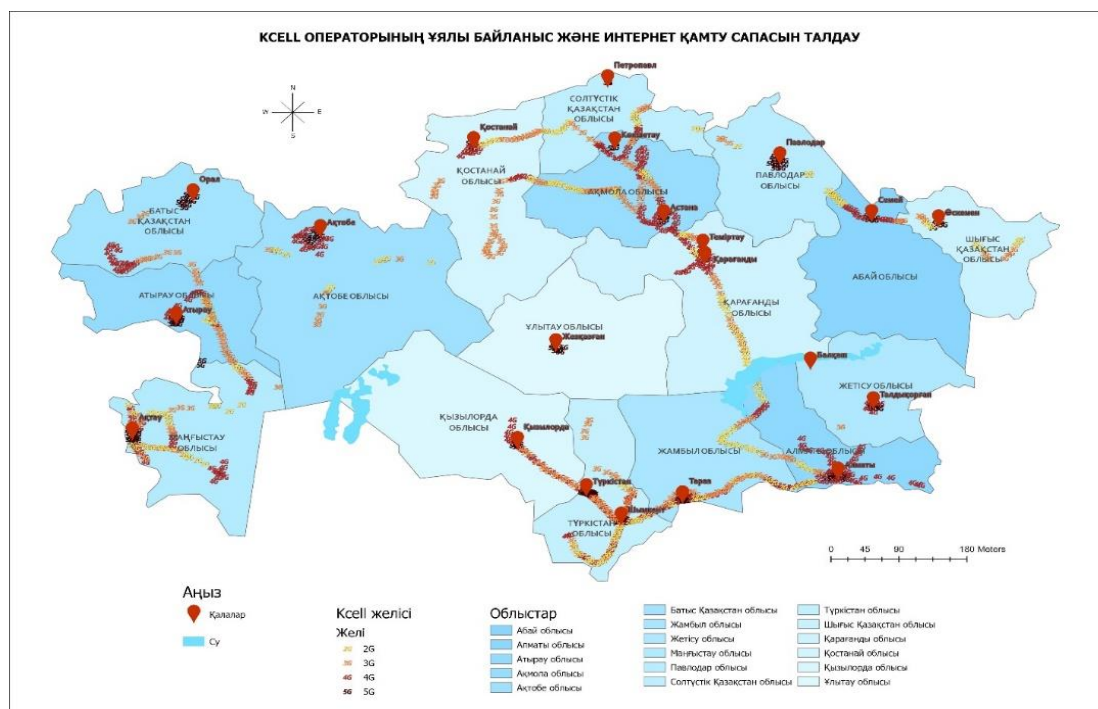 KCELL ОПЕРАТОРЫНЫҢ ҰЯЛЫ БАЙЛАНЫС ЖӘНЕ ИНТЕРНЕТ ҚАМТУ САПАСЫН ТАЛДАУ
N
W E
S
Петропавл
СОЛТҮСТІК
ҚАЗАҚСТАН
ОБЛЫСЫ
Қостанай
Көкшетау
Павлодар
ҚОСТАНАЙ
ОБЛЫСЫ
ПАВЛОДАР
ОБЛЫСЫ
АҚМОЛА ОБЛЫСЫ
Орал
БАТЫС
ҚАЗАҚСТАН
ОБЛЫСЫ
Ақтөбе
Астана
Семей
Өскемен
ШЫҒЫС
ҚАЗАҚСТАН
ОБЛЫСЫ
Теміртау
Қарағанды
АБАЙ ОБЛЫСЫ
АТЫРАУ ОБЛЫСЫ
АҚТӨБЕ ОБЛЫСЫ
ҚАРАҒАНДЫ
ОБЛЫСЫ
Атырау
ҰЛЫТАУ ОБЛЫСЫ
Жезқазған
Балқаш
ЖЕТІСУ ОБЛЫСЫ
Талдықорған
Ақтау
МАҢҒЫСТАУ
ОБЛЫСЫ
ҚЫЗЫЛОРДА
ОБЛЫСЫ
Қызылорда
ЖАМБЫЛ ОБЛЫСЫ
АЛМАТЫ ОБЛЫСЫ
Алматы
Түркістан
Тараз
Шымкент
ТҮРКІСТАН
ОБЛЫСЫ
0 45 90 180 Meters
Аңыз
Қалалар
Су
Kcell желісі
Желі
2G 2G
3G 3G
4G 4G
5G 5G
Облыстар
Абай облысы
Алматы облысы
Атырау облысы
Ақмола облысы
Ақтөбе облысы
Батыс Қазақстан облысы
Жамбыл облысы
Жетісу облысы
Маңғыстау облысы
Павлодар облысы
Солтүстік Қазақстан облысы
Түркістан облысы
Шығыс Қазақстан облысы
Қарағанды облысы
Қостанай облысы
Қызылорда облысы
Ұлытау облысы